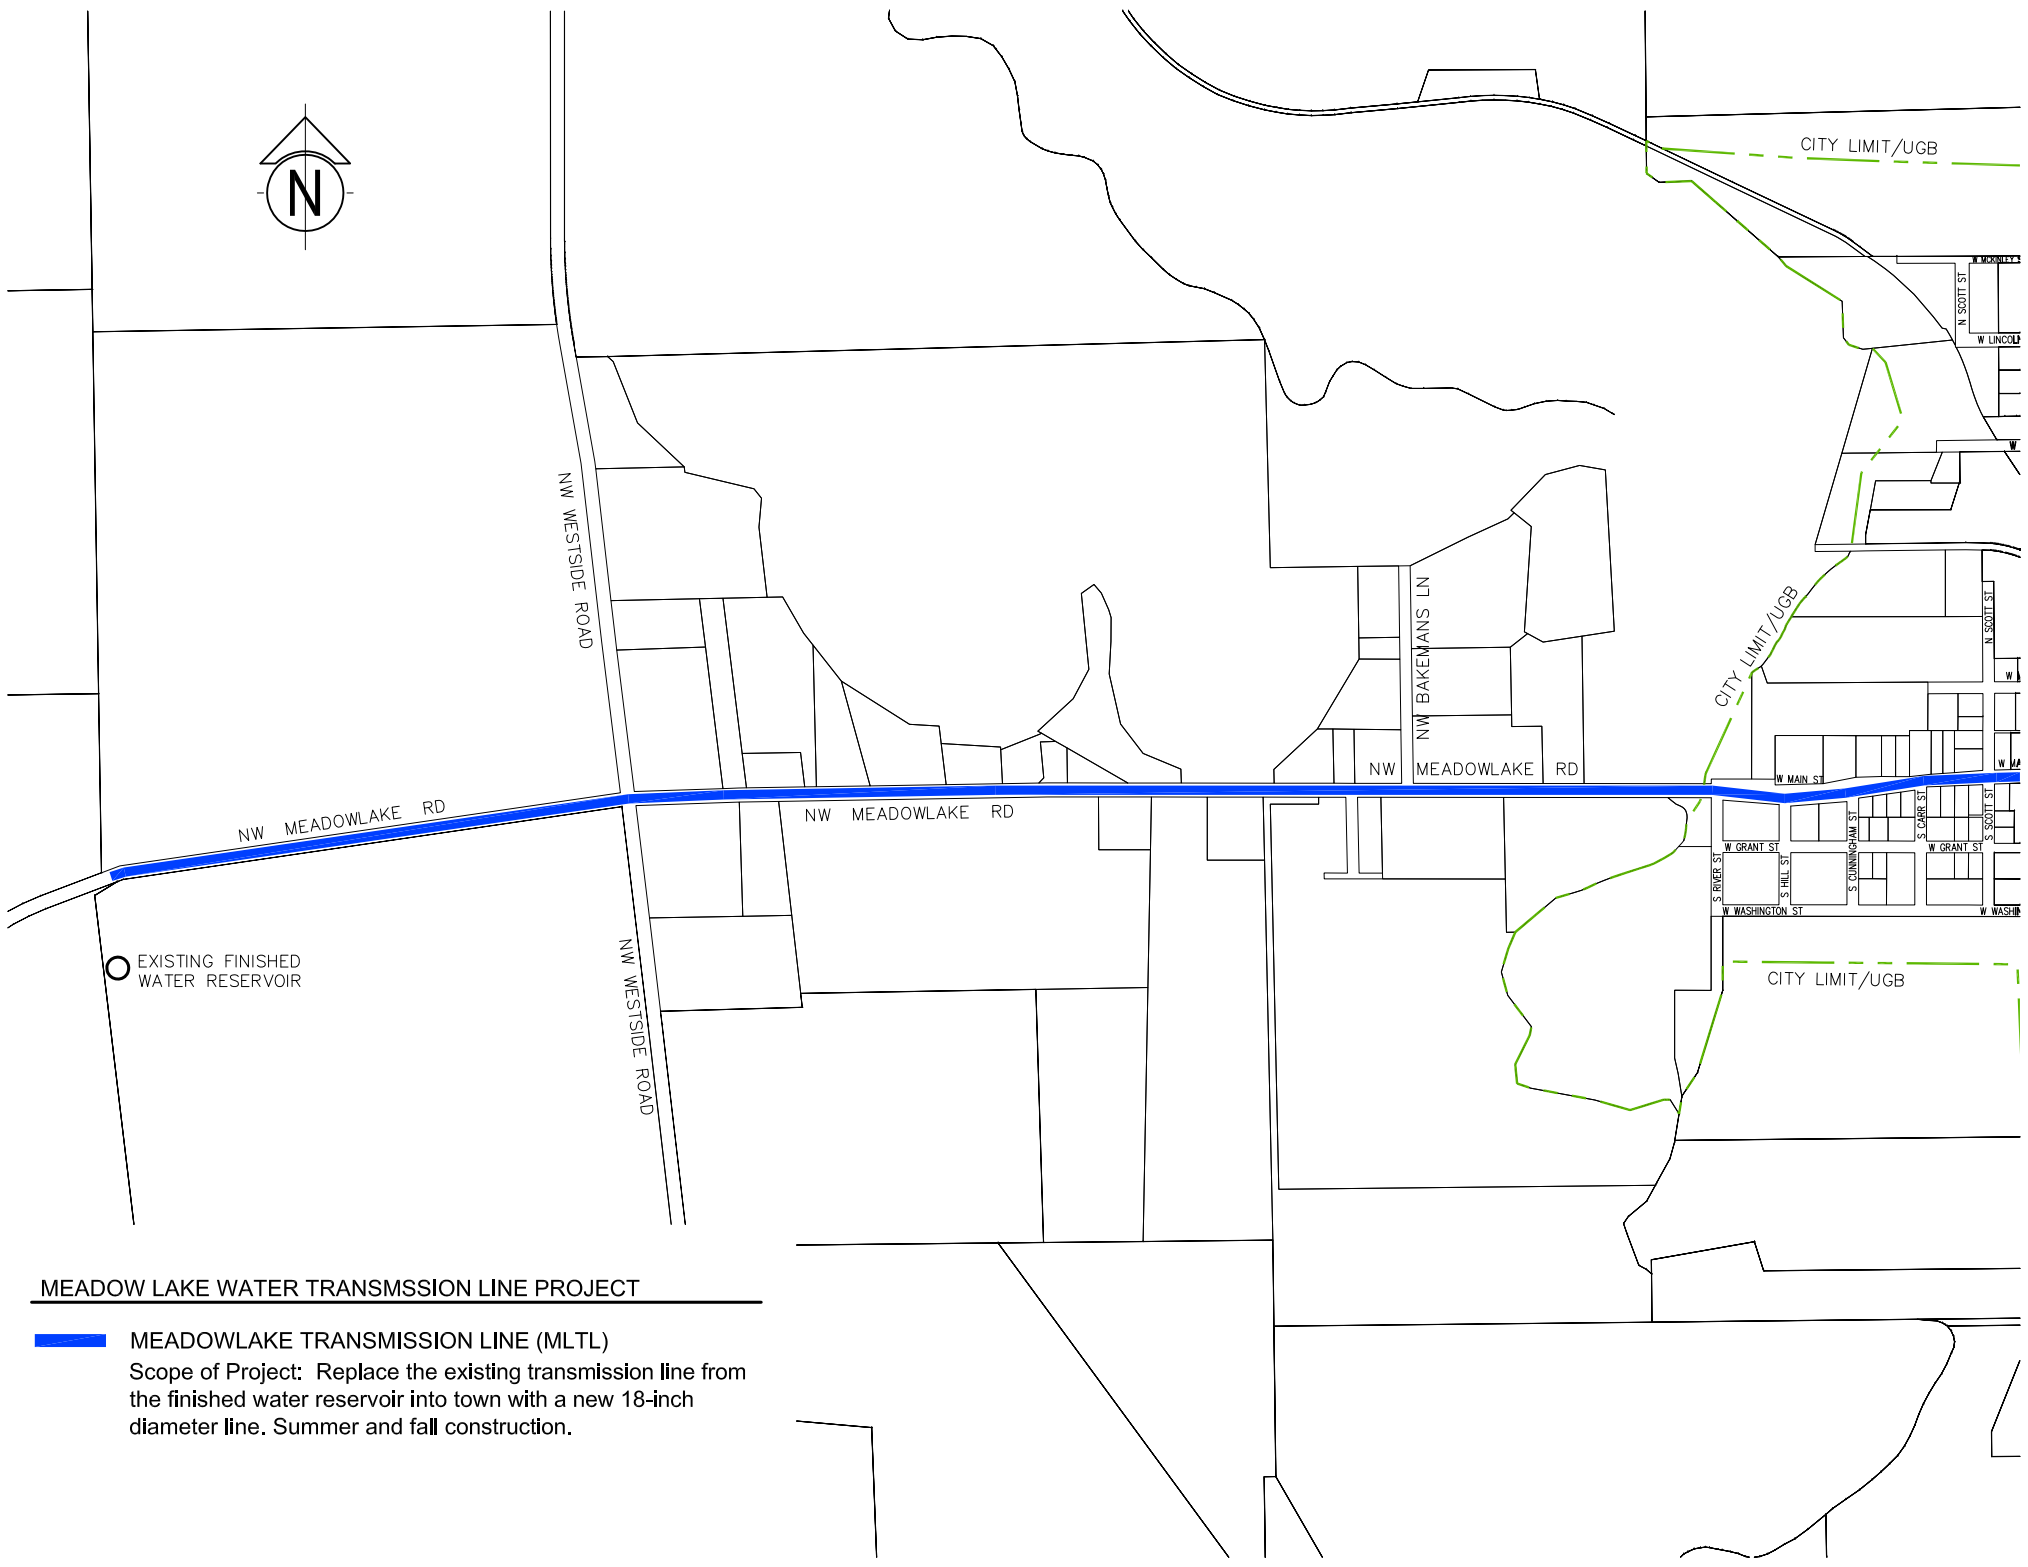 CITY LIMIT/UGB
N
W MCKINLEY S
N SCOTT ST
W LINCOLN
W
NW WESTSIDE ROAD
NW BAKEMANS LN
CITY LIMIT/UGB
N SCOTT ST
W
NW MEADOWLAKE RD
W MAIN ST
W MA
NW MEADOWLAKE RD
NW MEADOWLAKE RD
S CUNNINGHAM ST
S CARR ST
S SCOTT ST
W GRANT ST
W GRANT ST
S RIVER ST
S HILL ST
W WASHINGTON ST
W WASHIN
EXISTING FINISHED
WATER RESERVOIR
NW WESTSIDE ROAD
CITY LIMIT/UGB
MEADOW LAKE WATER TRANSMSSION LINE PROJECT
MEADOWLAKE TRANSMISSION LINE (MLTL)
Scope of Project: Replace the existing transmission line from
the finished water reservoir into town with a new 18-inch
diameter line. Summer and fall construction.